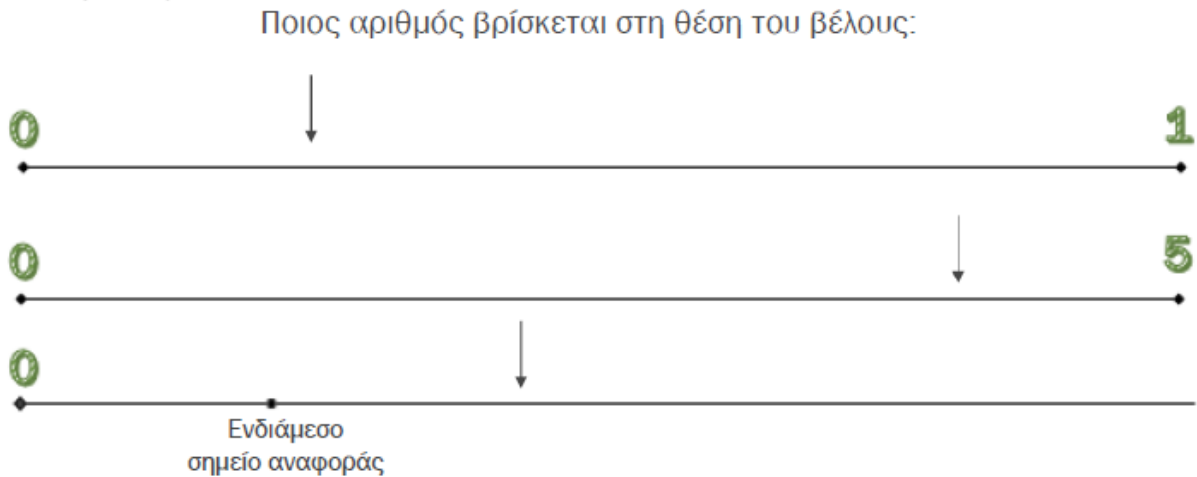 Ποιος αριθμός βρίσκεται στη θέση του βέλους:
0 1
0 5
0
Ενδιάμεσο
σημείο αναφοράς